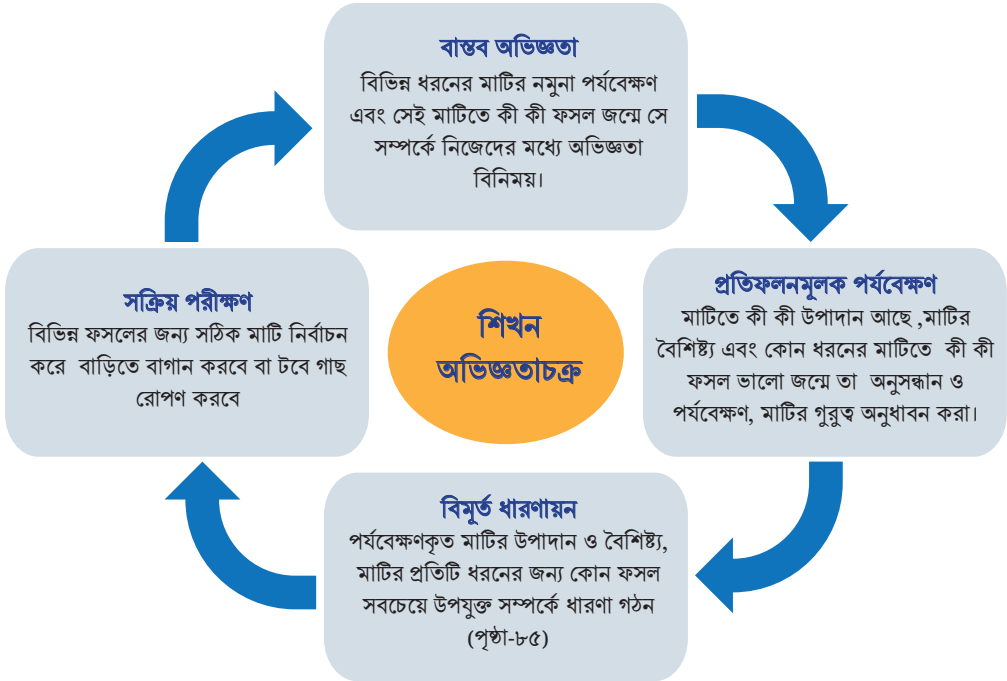 বাস্তব অভিজ্ঞতা
বিভিন্ন ধরনের মাটির নমুনা পর্যবেক্ষণ
এবং সেই মাটিতে কী কী ফসল জন্মে সে
সম্পর্কে নিজেদের মধ্যে অভিজ্ঞতা
বিনিময়।
প্রতিফলনমূলক পর্যবেক্ষণ
মাটিতে কী কী উপাদান আছে ,মাটির
বৈশিষ্ট্য এবং কোন ধরনের মাটিতে কী কী
ফসল ভালো জন্মে তা অনুসন্ধান ও
পর্যবেক্ষণ, মাটির গুরুত্ব অনুধাবন করা।
বিমূর্ত ধারণায়ন
পর্যবেক্ষণকৃত মাটির উপাদান ও বৈশিষ্ট্য,
মাটির প্রতিটি ধরনের জন্য কোন ফসল
সবচেয়ে উপযুক্ত সম্পর্কে ধারণা গঠন
(পৃষ্ঠা-৮৫)
সক্রিয় পরীক্ষণ
বিভিন্ন ফসলের জন্য সঠিক মাটি নির্বাচন
করে বাড়িতে বাগান করবে বা টবে গাছ
রোপণ করবে
শিখন
অভিজ্ঞতাচক্র